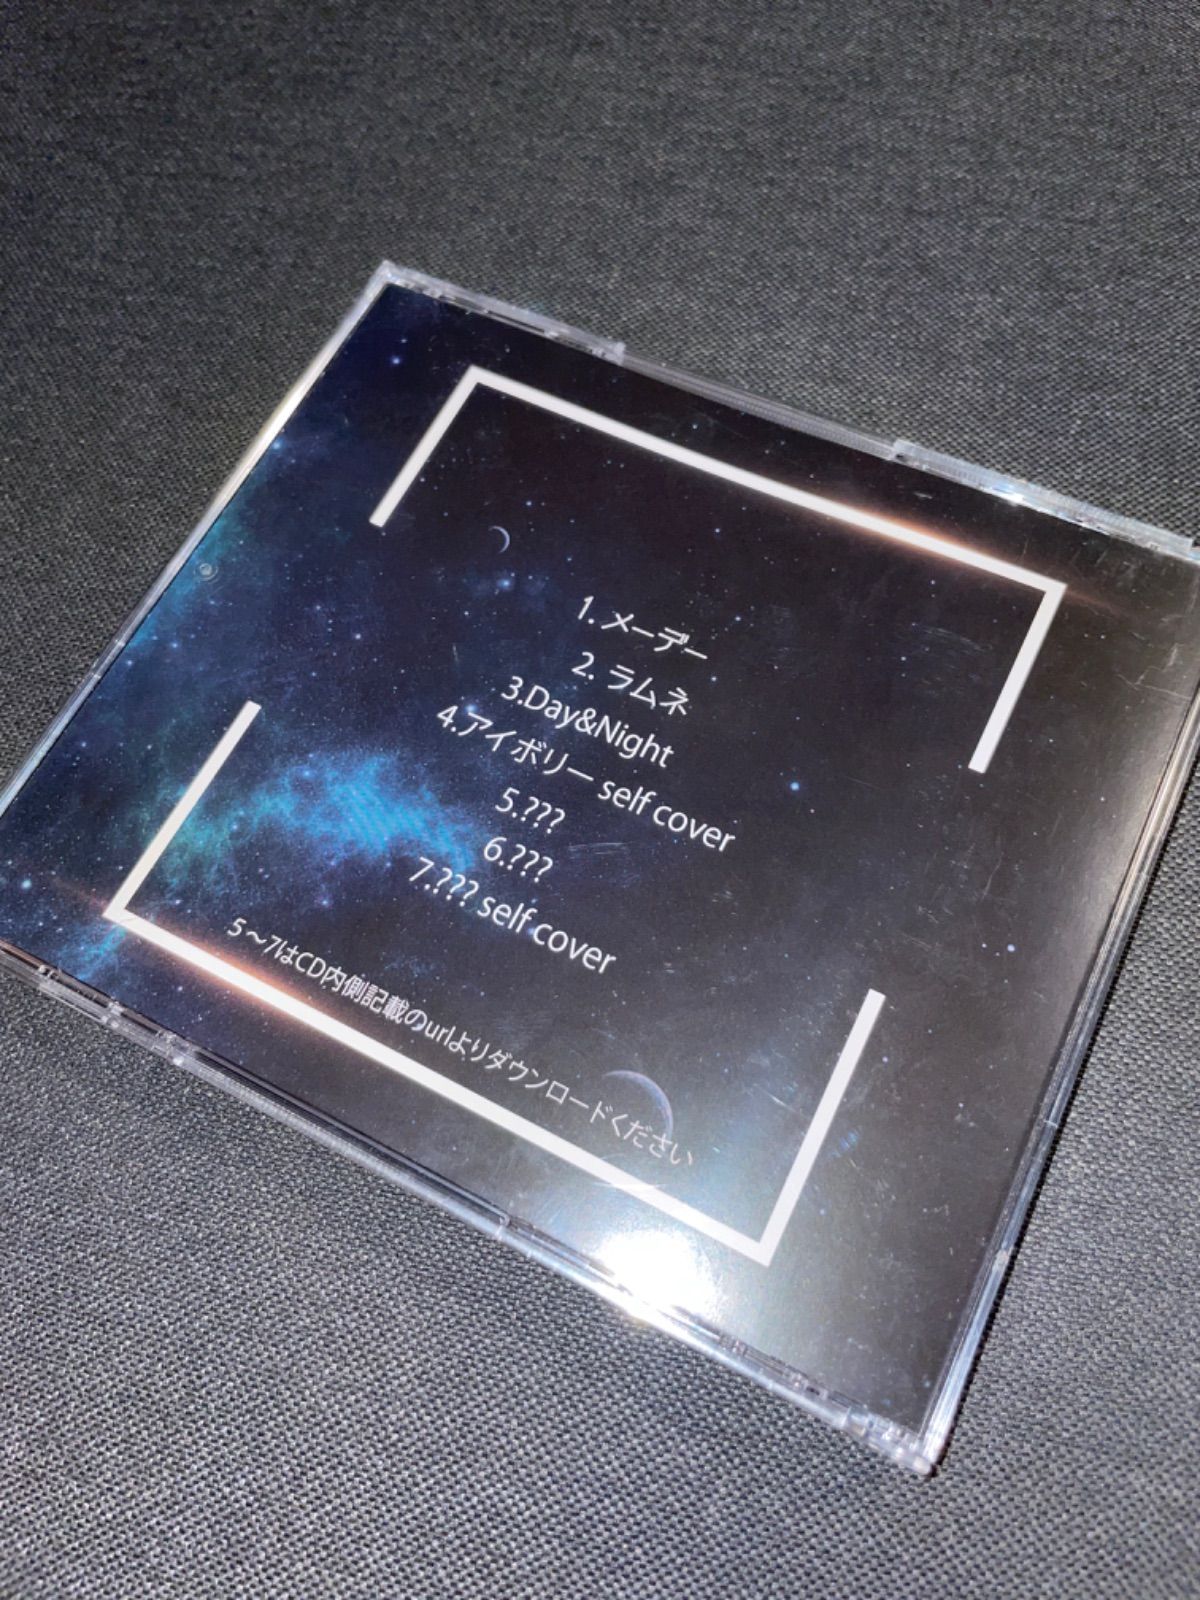 1. メーデー
2. ラムネ
3.Day&Night
4.アイボリー self cover
5.???
6.???
7.??? self cover
5～7はCD内側記載のurlよりダウンロードください